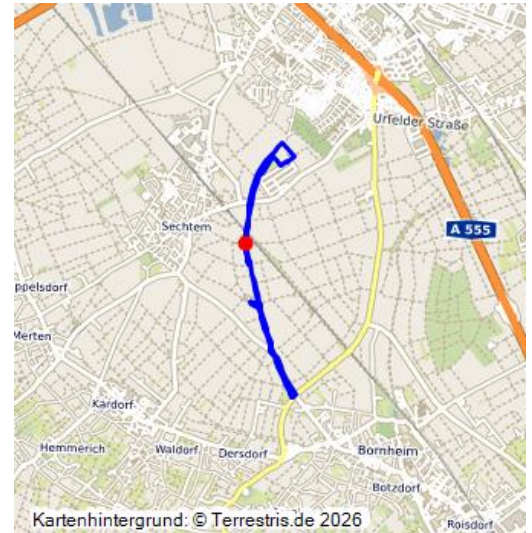 Urfelder Straße
A 555
Sechtem
ppelsdorf
Merten
Kardorf
Hemmerich
Waldorf
Dersdorf
Bornheim
Botzdorf
Roisdorf
Kartenhintergrund: © Terrestris.de 2026